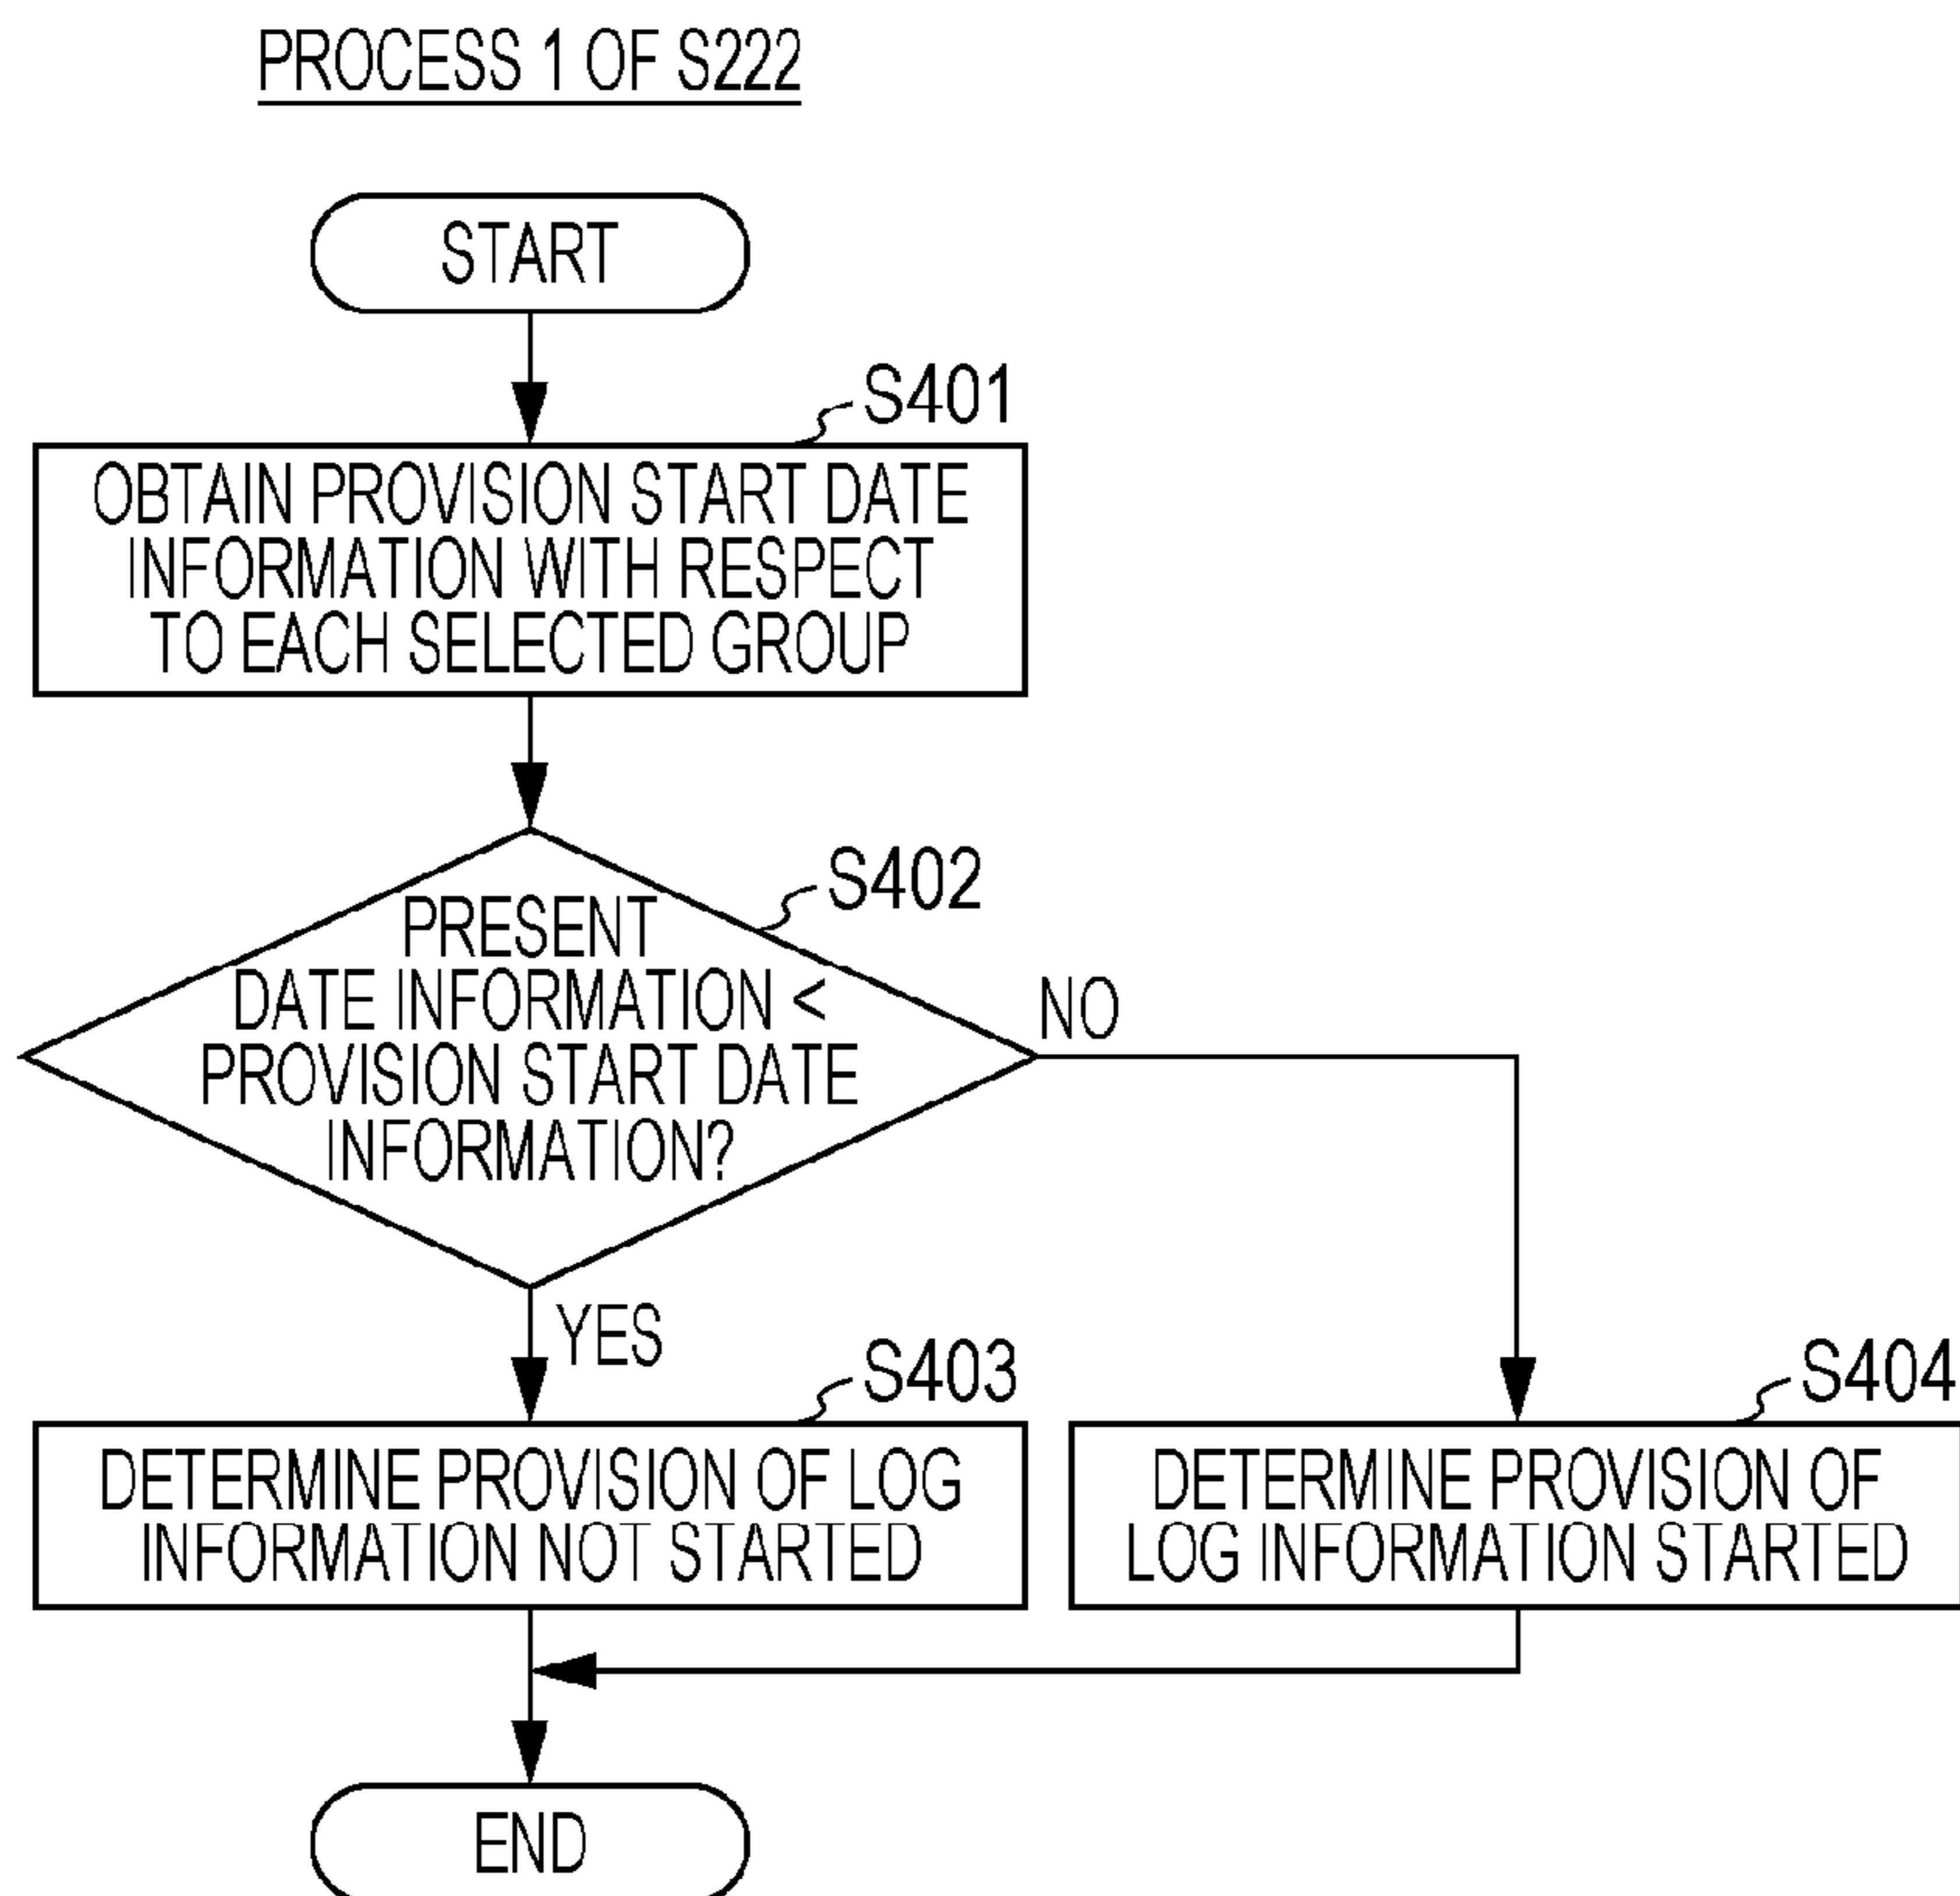 PROCESS 1 OF S222
START
S401
OBTAIN PROVISION START DATE
INFORMATION WITH RESPECT
TO EACH SELECTED GROUP
S402
PRESENT
DATE INFORMATION <
PROVISION START DATE
INFORMATION?
NO
YES
S403
DETERMINE PROVISION OF LOG
INFORMATION NOT STARTED
S404
DETERMINE PROVISION OF
LOG INFORMATION STARTED
END